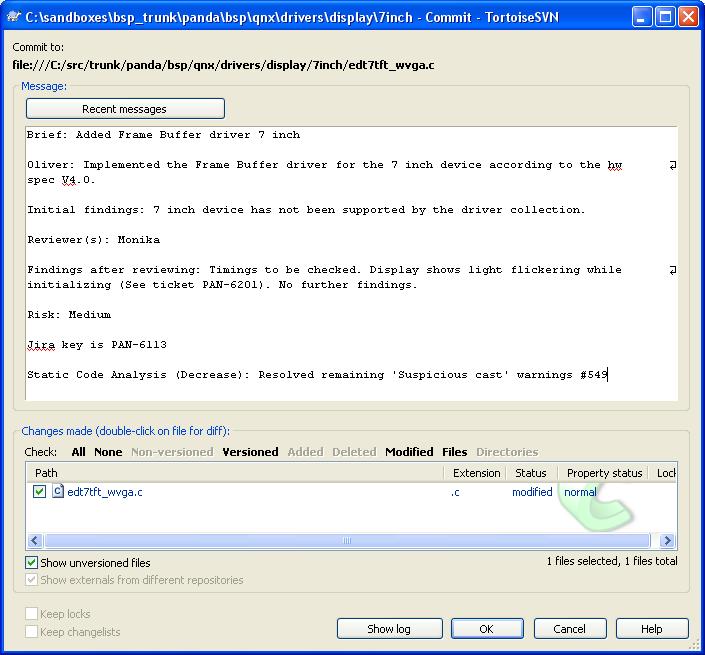 C:\sandboxes\bsp_trunk\panda\bsp\qnx\drivers\display\7inch - Commit - TortoiseSVN
Commit to:
file:///C:/src/trunk/panda/bsp/qnx/drivers/display/7inch/edt7tft_wvga.c
Message:
Recent messages
Brief: Added Frame Buffer driver 7 inch
Oliver: Implemented the Frame Buffer driver for the 7 inch device according to the hw
spec V4.0.
Initial findings: 7 inch device has not been supported by the driver collection.
Reviewer(s): Monika
Findings after reviewing: Timings to be checked. Display shows light flickering while
initializing (See ticket PAN-6201). No further findings.
Risk: Medium
Jira key is PAN-6113
Static Code Analysis (Decrease): Resolved remaining 'Suspicious cast' warnings #549
Changes made (double-click on file for diff):
Check: All None Non-versioned Versioned Added Deleted Modified Files Directories
Path Extension Status Property status Lock
edt7tft_wvga.c .c modified normal
Show unversioned files 1 files selected, 1 files total
Show externals from different repositories
Keep locks
Keep changelists
Show log OK Cancel Help